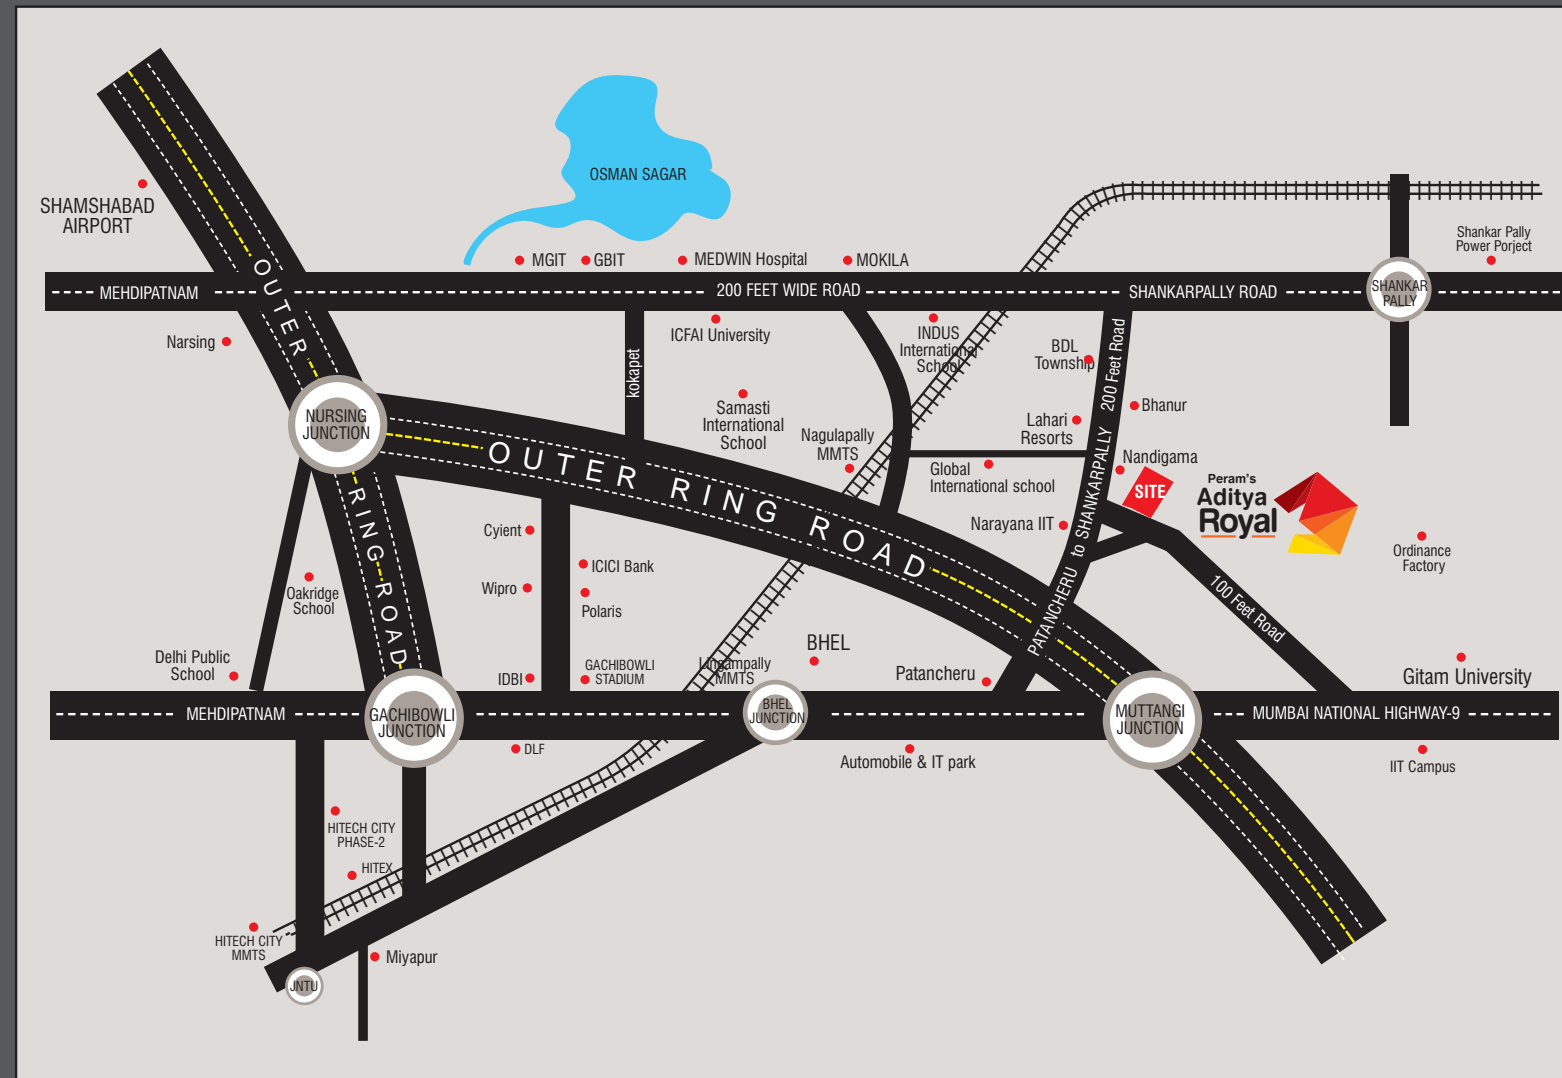 OSMAN SAGAR
SHAMSHABAD
AIRPORT
Shankar Pally
Power Porject
MGIT
GBIT
MEDWIN Hospital
MOKILA
MEHDIPATNAM
200 FEET WIDE ROAD
SHANKARPALLY ROAD
SHANKAR
PALLY
OUTER
RING ROAD
Narsing
kokapet
ICFAI University
INDUS
International
School
BDL
Township
200 Feet Road
PATANCHERU to SHANKARPALLY
Bhanur
NURSING
JUNCTION
Samasti
International
School
Lahari
Resorts
Nagulapally
MMTS
OUTER RING ROAD
Global
International school
Nandigama
SITE
Peram's
Aditya
Royal
Narayana IIT
Cyient
ICICI Bank
Ordinance
Factory
Oakridge
School
Wipro
Polaris
100 Feet Road
Delhi Public
School
IDBI
GACHIBOWLI
STADIUM
Lingampally
MMTS
BHEL
Patancheru
Gitam University
MEHDIPATNAM
GACHIBOWLI
JUNCTION
BHEL
JUNCTION
MUTTANGI
JUNCTION
MUMBAI NATIONAL HIGHWAY-9
DLF
Automobile & IT park
IIT Campus
HITECH CITY
PHASE-2
HITEX
HITECH CITY
MMTS
Miyapur
JNTU